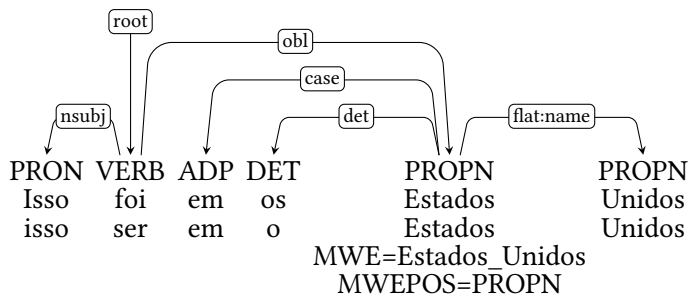 root
obl
case
nsubj det flat:name
PRON VERB ADP DET PROPN PROPN
Isso foi em os Estados Unidos
isso ser em o Estados Unidos
MWE=Estados_Unidos
MWEPOS=PROPN